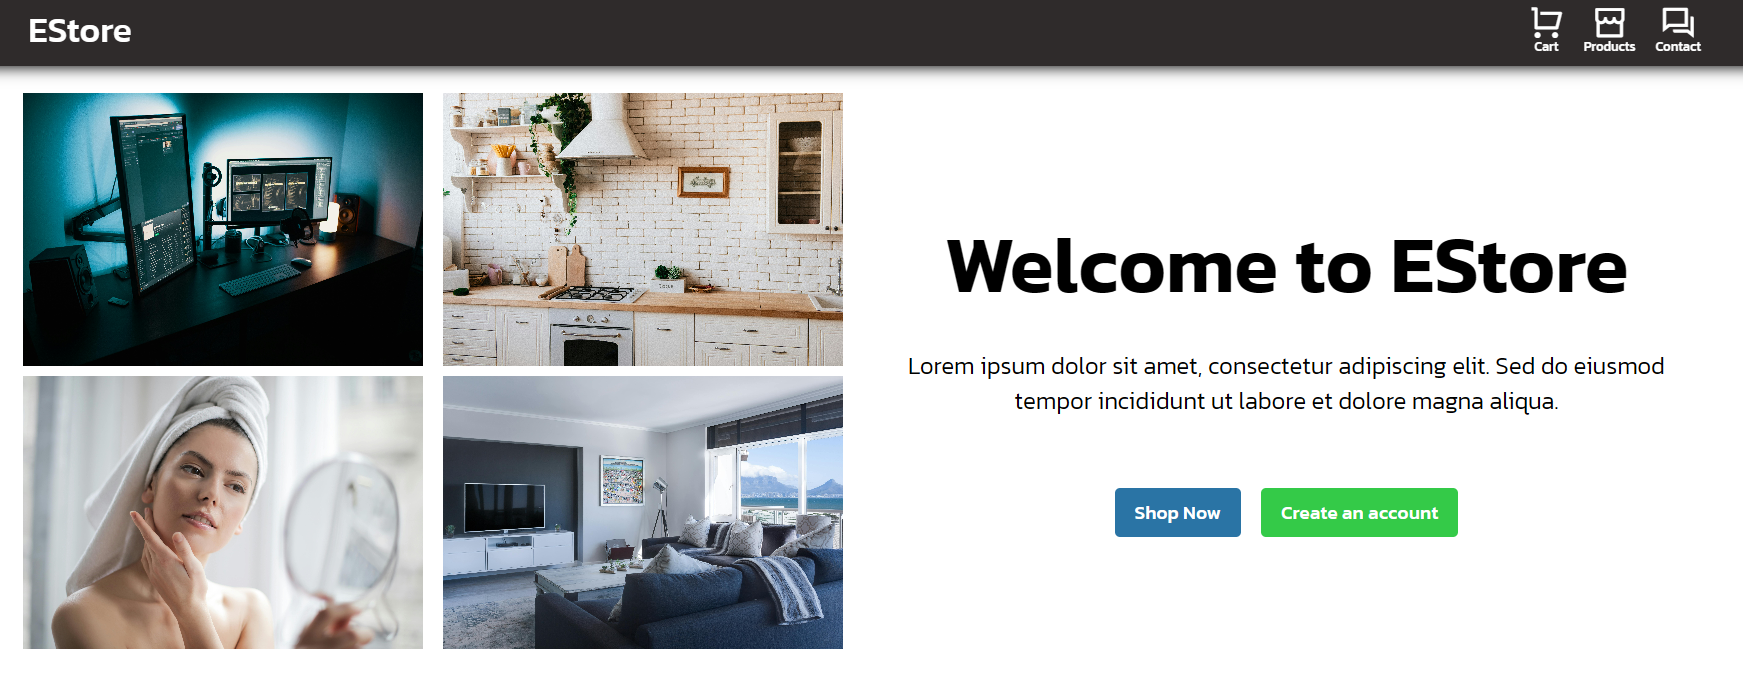 EStore
Cart
Products
Contact
Welcome to EStore
Lorem ipsum dolor sit amet, consectetur adipiscing elit. Sed do eiusmod
tempor incididunt ut labore et dolore magna aliqua.
Shop Now
Create an account